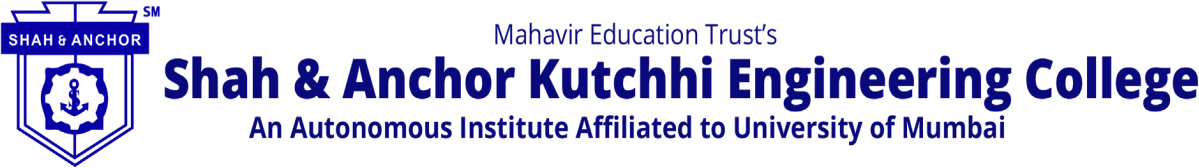 SM
SHAH & ANCHOR
Mahavir Education Trust's
Shah & Anchor Kutchhi Engineering College
An Autonomous Institute Affiliated to University of Mumbai